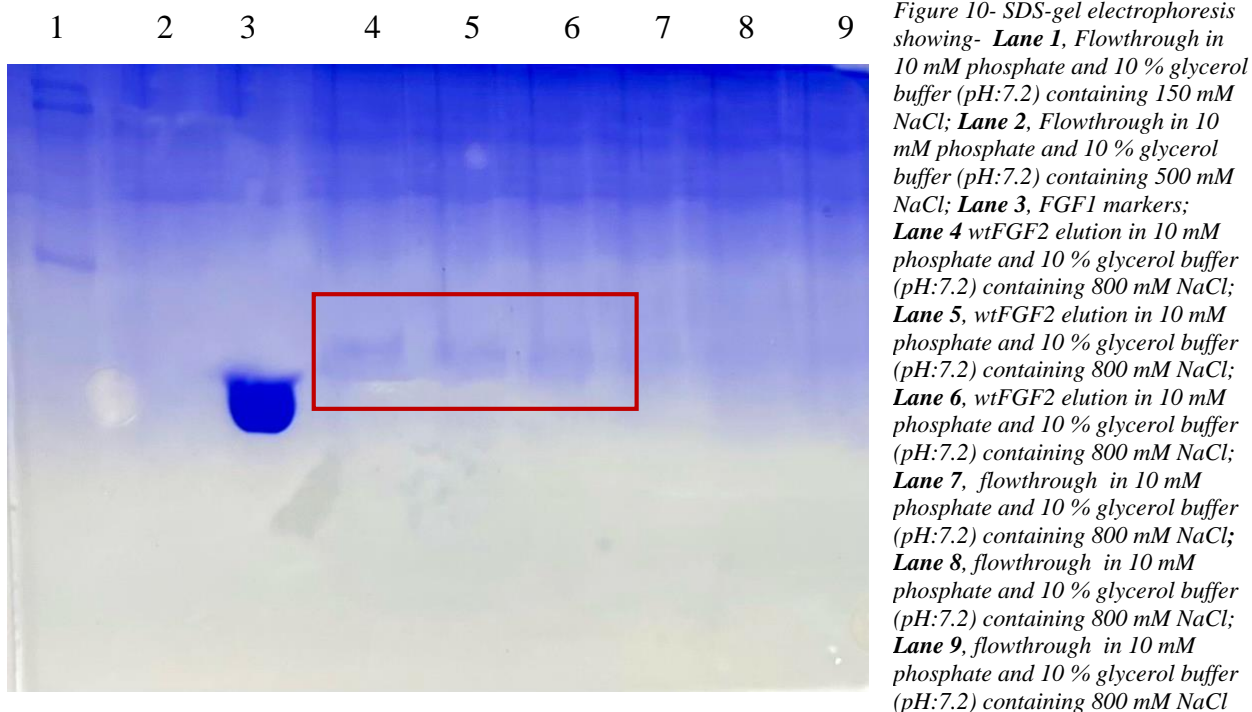 1 2 3 4 5 6 7 8 9
Figure 10- SDS-gel electrophoresis
showing- Lane 1, Flowthrough in
10 mM phosphate and 10 % glycerol
buffer (pH:7.2) containing 150 mM
NaCl; Lane 2, Flowthrough in 10
mM phosphate and 10 % glycerol
buffer (pH:7.2) containing 500 mM
NaCl; Lane 3, FGF1 markers;
Lane 4 wtFGF2 elution in 10 mM
phosphate and 10 % glycerol buffer
(pH:7.2) containing 800 mM NaCl;
Lane 5, wtFGF2 elution in 10 mM
phosphate and 10 % glycerol buffer
(pH:7.2) containing 800 mM NaCl;
Lane 6, wtFGF2 elution in 10 mM
phosphate and 10 % glycerol buffer
(pH:7.2) containing 800 mM NaCl;
Lane 7, flowthrough in 10 mM
phosphate and 10 % glycerol buffer
(pH:7.2) containing 800 mM NaCl;
Lane 8, flowthrough in 10 mM
phosphate and 10 % glycerol buffer
(pH:7.2) containing 800 mM NaCl;
Lane 9, flowthrough in 10 mM
phosphate and 10 % glycerol buffer
(pH:7.2) containing 800 mM NaCl